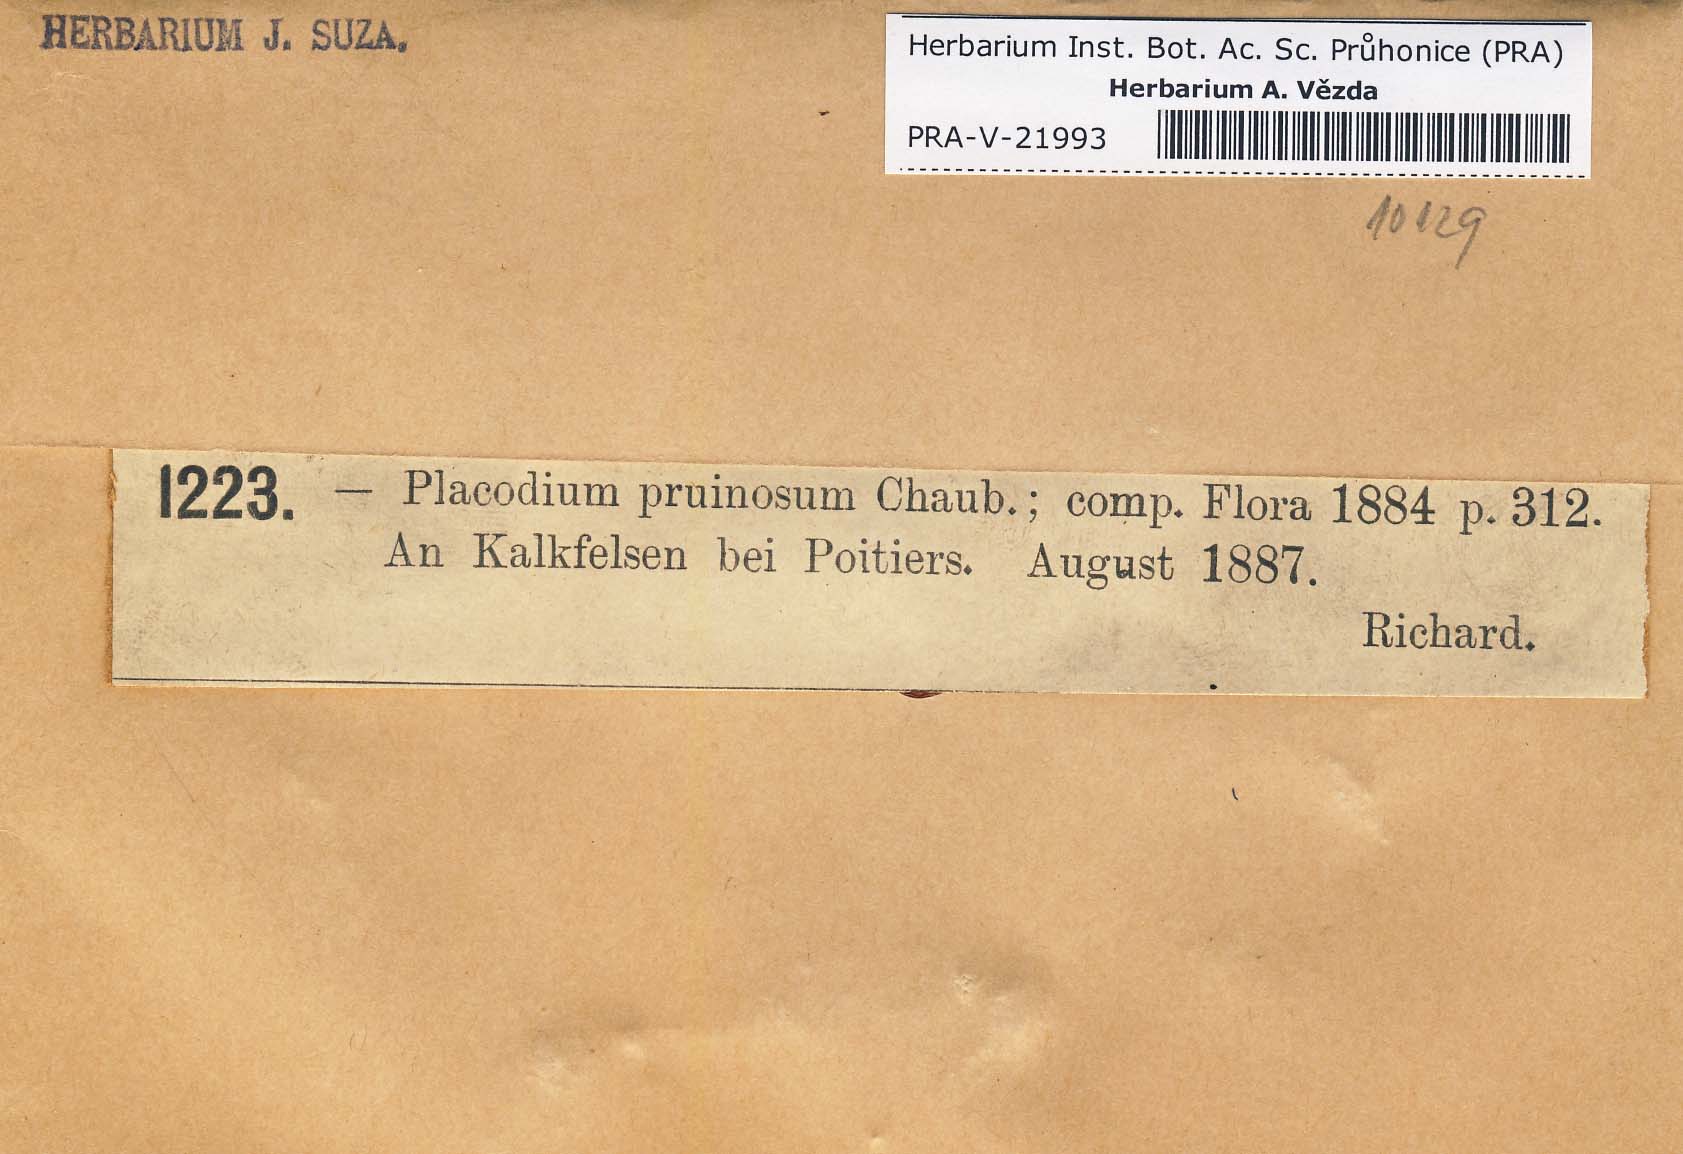 HERBARIUM J. SUZA.
Herbarium Inst. Bot. Ac. Sc. Průhonice (PRA)
Herbarium A. Vězda
PRA-V-21993
10129
1223. — Placodium pruinosum Chaub.; comp. Flora 1884 p. 312.
An Kalkfelsen bei Poitiers. August 1887.
Richard.